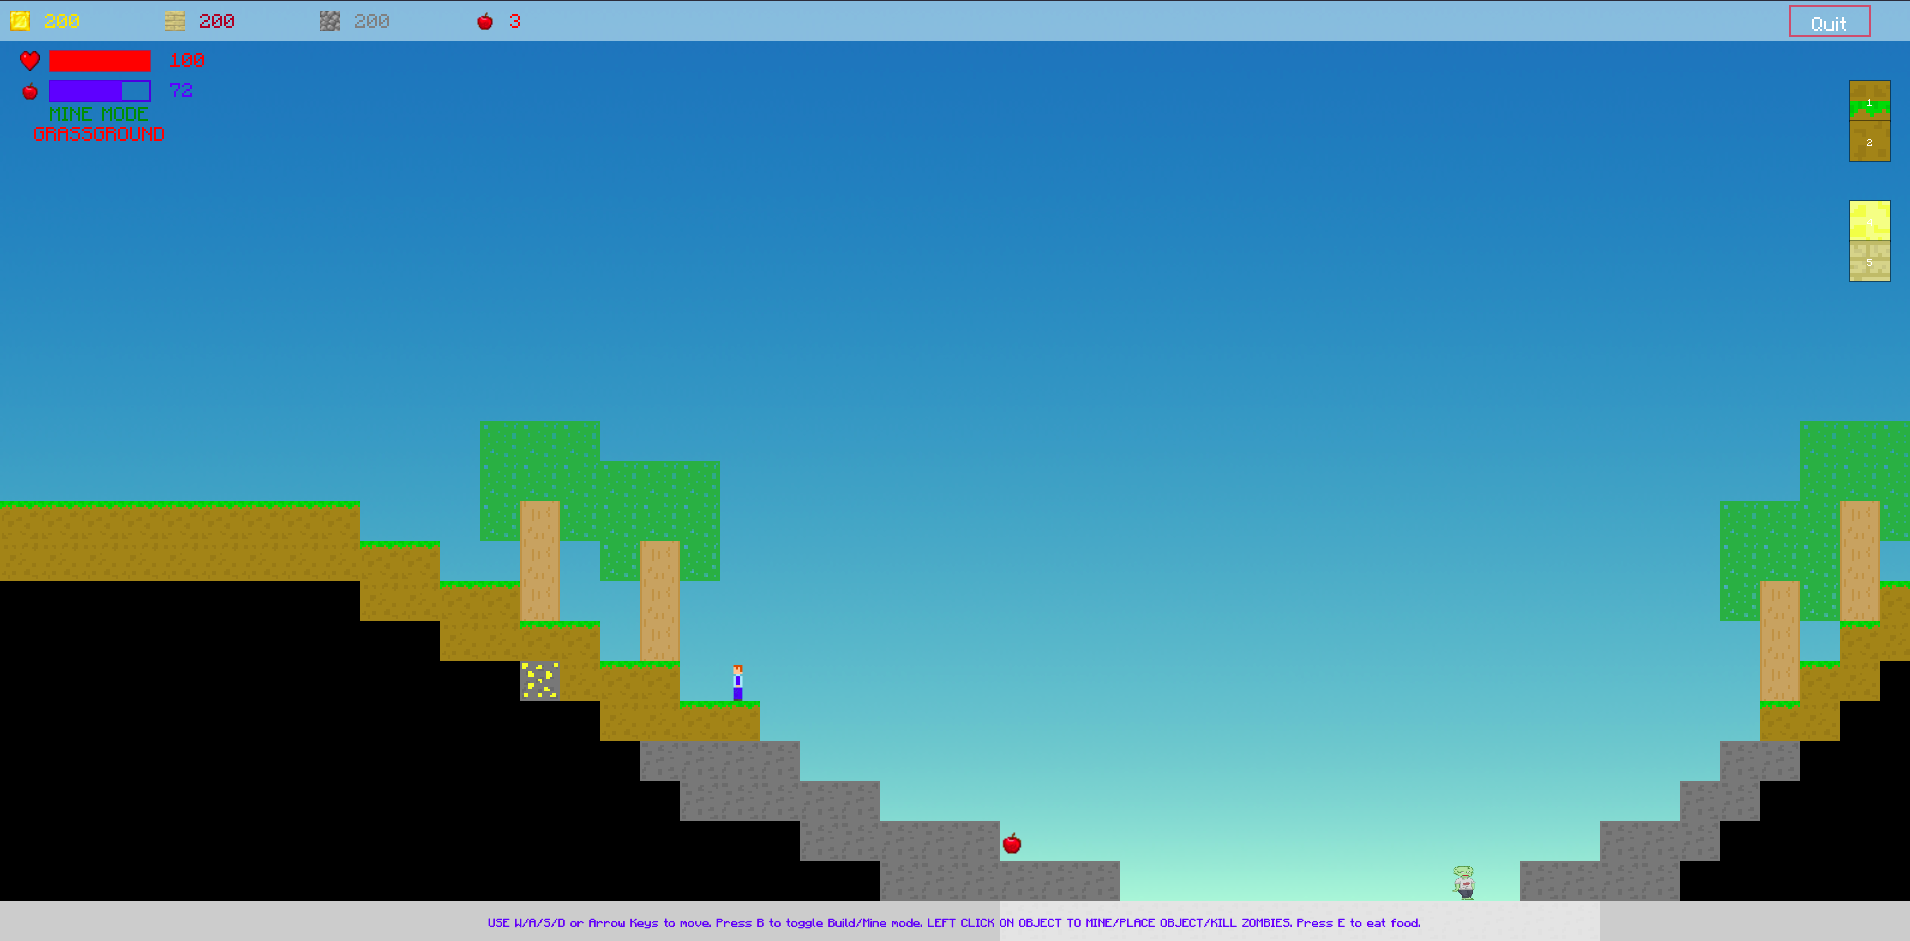 200 200 200 3 Quit
100
72
MINE MODE
GRASSGROUND
1
2
5
USE W/A/S/D or Arrow Keys to move. Press B to toggle Build/Mine mode. LEFT CLICK ON OBJECT TO MINE/PLACE OBJECT/KILL ZOMBIES. Press E to eat food.